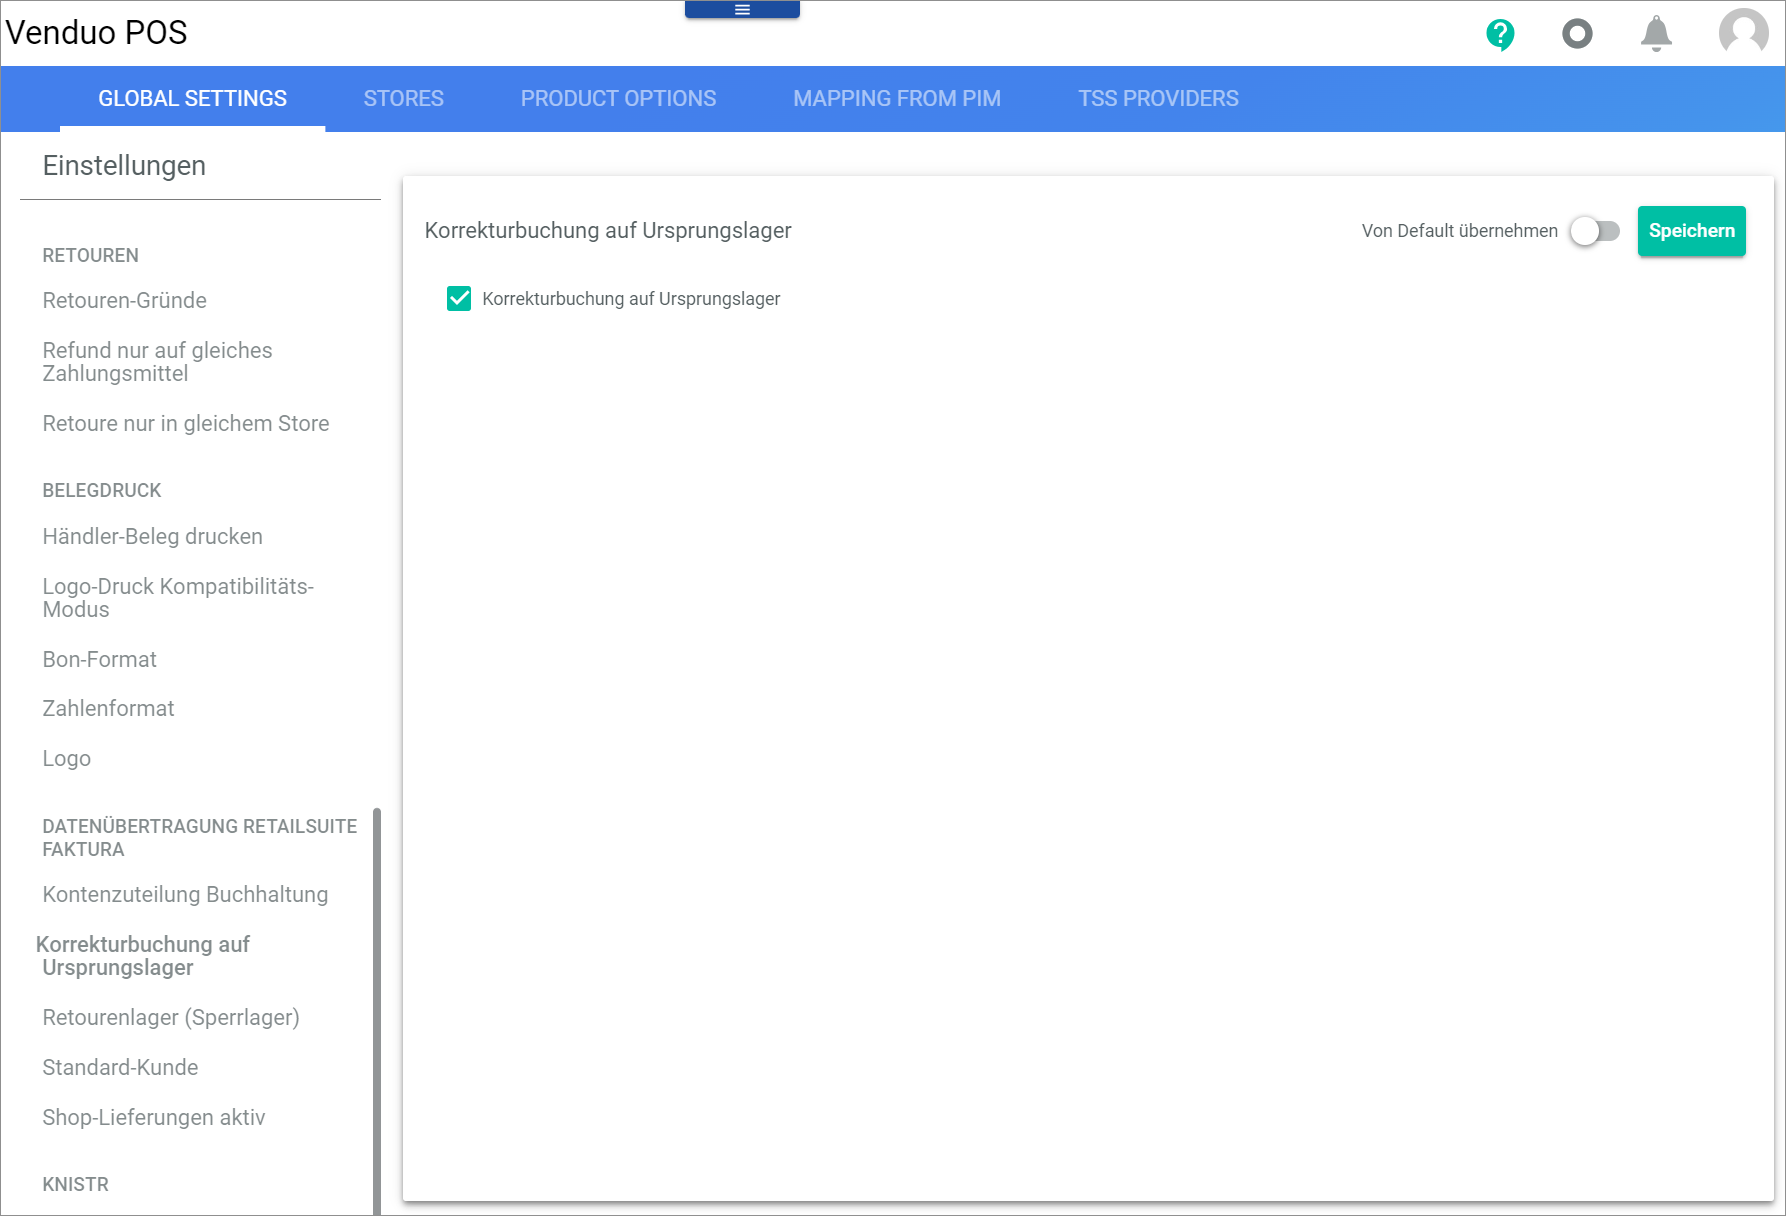 Venduo POS
GLOBAL SETTINGS
STORES
PRODUCT OPTIONS
MAPPING FROM PIM
TSS PROVIDERS
Einstellungen
RETOUREN
Retouren-Gründe
Refund nur auf gleiches
Zahlungsmittel
Retoure nur in gleichem Store
BELEGDRUCK
Händler-Beleg drucken
Logo-Druck Kompatibilitäts-
Modus
Bon-Format
Zahlenformat
Logo
DATENÜBERTRAGUNG RETAILSUITE
FAKTURA
Kontenzuteilung Buchhaltung
Korrekturbuchung auf
Ursprungslager
Retourenlager (Sperrlager)
Standard-Kunde
Shop-Lieferungen aktiv
KNISTR
Korrekturbuchung auf Ursprungslager
Von Default übernehmen
Speichern
Korrekturbuchung auf Ursprungslager